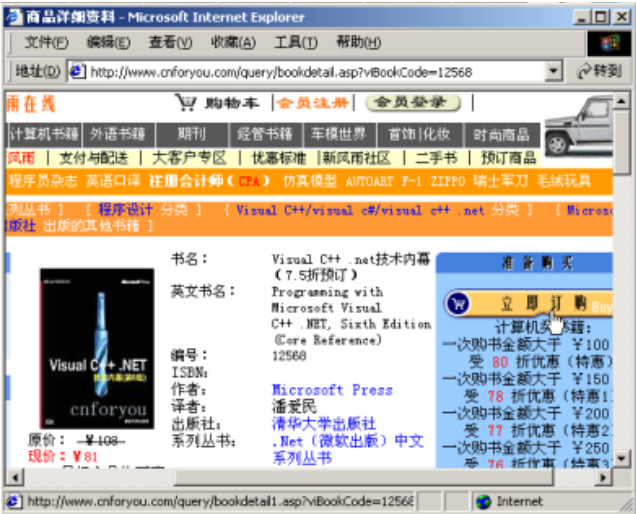 商品详细资料 - Microsoft Internet Explorer
文件(F) 编辑(E) 查看(V) 收藏(A) 工具(T) 帮助(H)
地址(D) http://www.cnforyou.com/query/bookdetail.asp?viBookCode=12568 转到
雨在线 购物车 | 会员注册 | 会员登录 |
计算机书籍 外语书籍 期刊 经管书籍 车模世界 首饰|化妆 时尚商品
风雨 | 支付与配送 | 大客户专区 | 优惠标准 | 新风雨社区 | 二手书 | 预订商品
程序员杂志 英语口译 注册会计师(CPA) 仿真模型 AUTOART F-1 ZIPPO 瑞士军刀 毛绒玩具
列丛书 ] [ 程序设计 分类 ] [ Visual C++/visual c#/visual c++ .net 分类 ] [ Microso
版社 出版的其他书籍 ]
书名: Visual C++ .net技术内幕
(7.5折预订)
英文书名: Programming with
Microsoft Visual
C++ .NET, Sixth Edition
(Core Reference)
编号: 12568
ISBN:
作者: Microsoft Press
译者: 潘爱民
出版社: 清华大学出版社
系列丛书: .Net (微软出版) 中文
系列丛书
Visual C++ .NET
cnforyou
原价: ¥108
现价:¥81
准备购买
立即订购 Buy
计算机类书籍:
一次购书金额大于 ¥100
受 80 折优惠 (特惠)
一次购书金额大于 ¥150
受 78 折优惠 (特惠1
一次购书金额大于 ¥200
受 77 折优惠 (特惠2
一次购书金额大于 ¥250
受 76 折优惠 (特惠3
http://www.cnforyou.com/query/bookdetail1.asp?viBookCode=1256 Internet